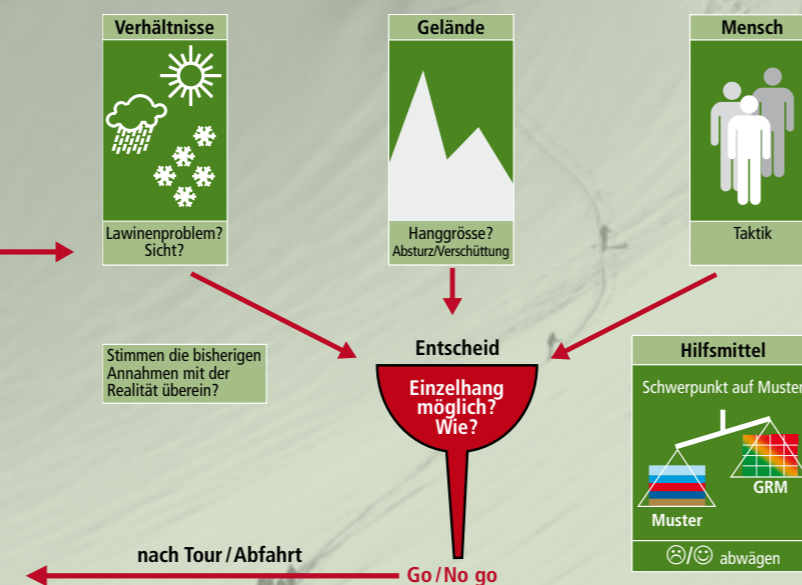 Verhältnisse
Lawinenproblem?
Sicht?
Gelände
Hanggrösse?
Absturz/Verschüttung
Mensch
Taktik
Stimmen die bisherigen
Annahmen mit der
Realität überein?
Entscheid
Einzelhang
möglich?
Wie?
Hilfsmittel
Schwerpunkt auf Muster
GRM
Muster
☹/☺ abwägen
nach Tour / Abfahrt
Go / No go